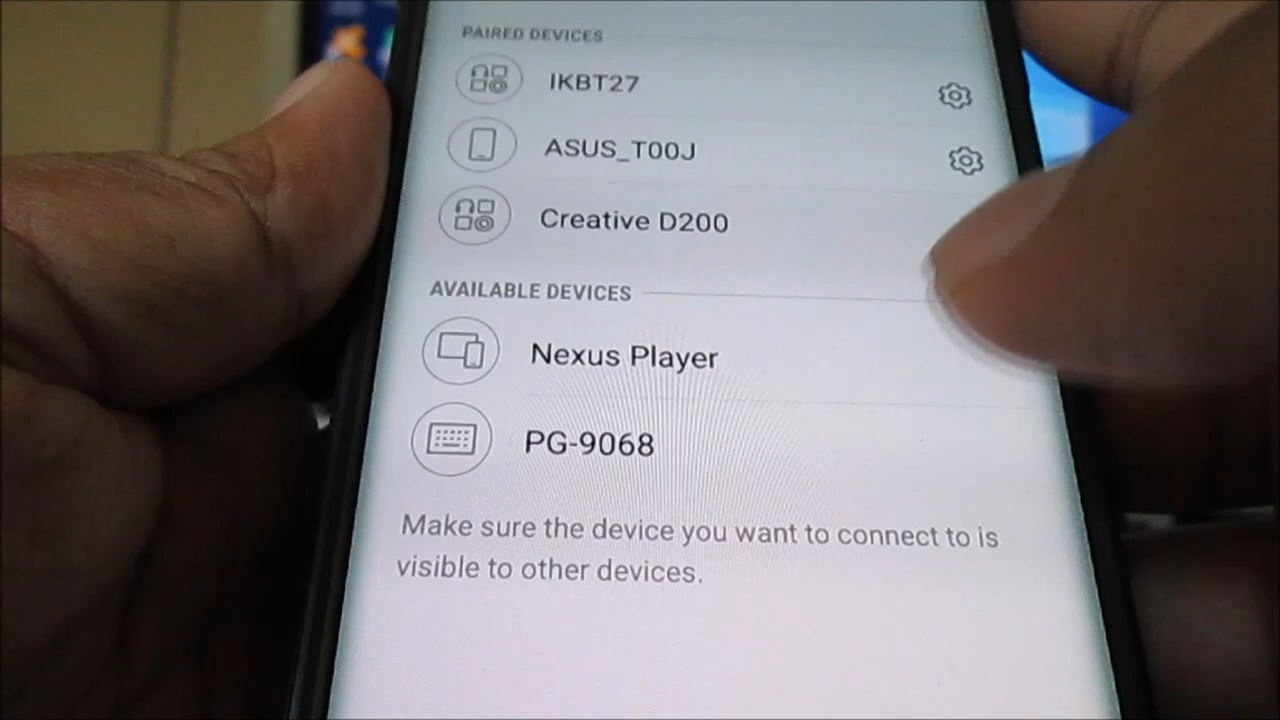 PAIRED DEVICES
IKBT27
ASUS_T00J
Creative D200
AVAILABLE DEVICES
Nexus Player
PG-9068
Make sure the device you want to connect to is
visible to other devices.